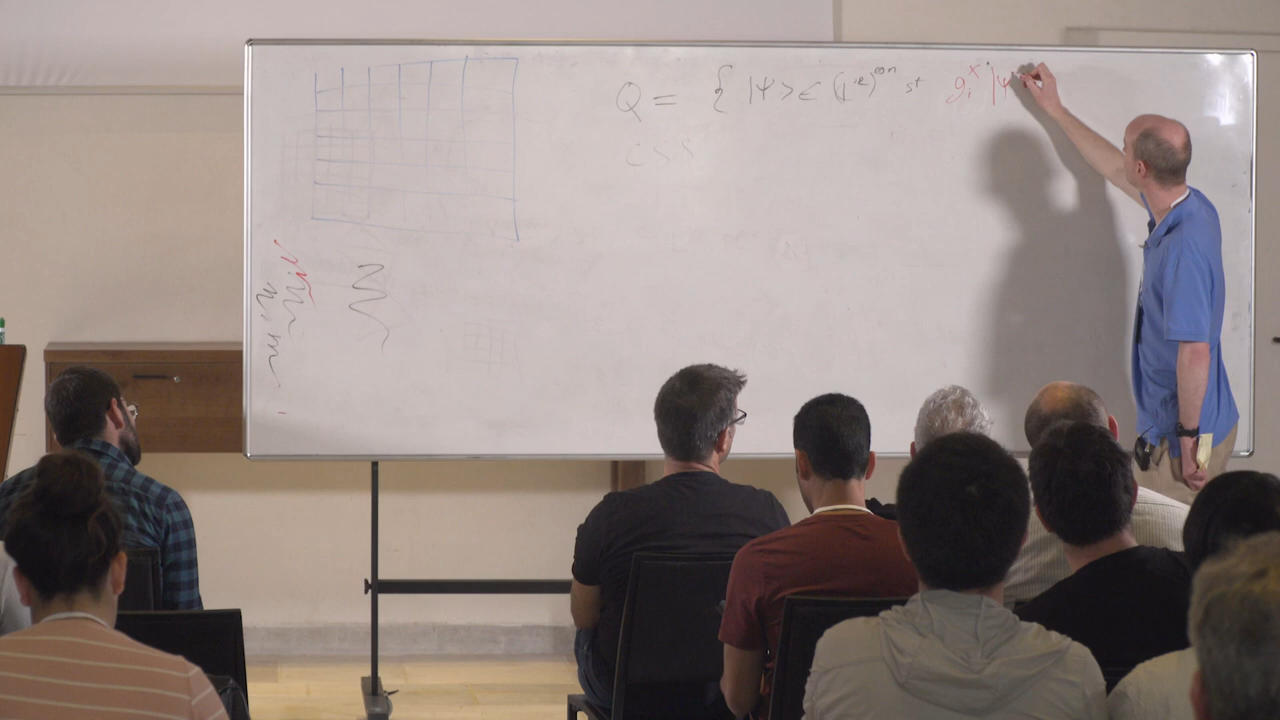 Q = { |ψ> ∈ (ℂ²)^⊗n st g_i^x |ψ
CSS